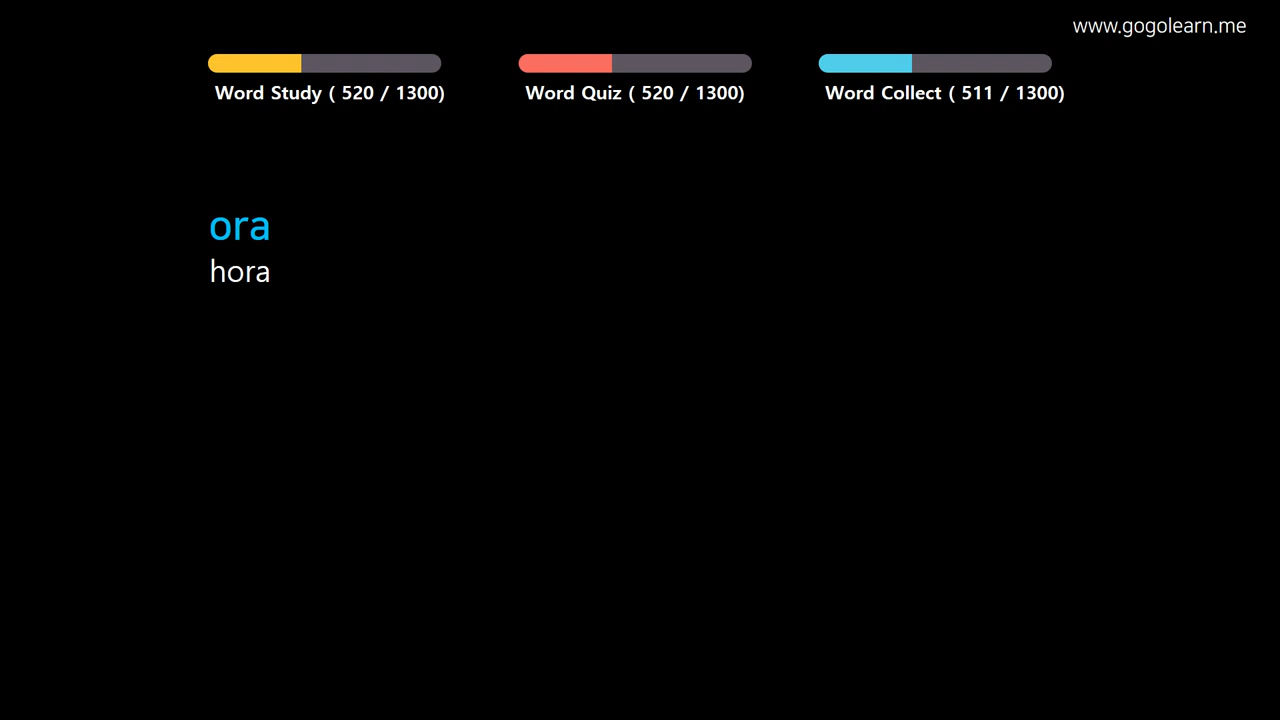 www.gogolearn.me
Word Study ( 520 / 1300)
Word Quiz ( 520 / 1300)
Word Collect ( 511 / 1300)
ora
hora